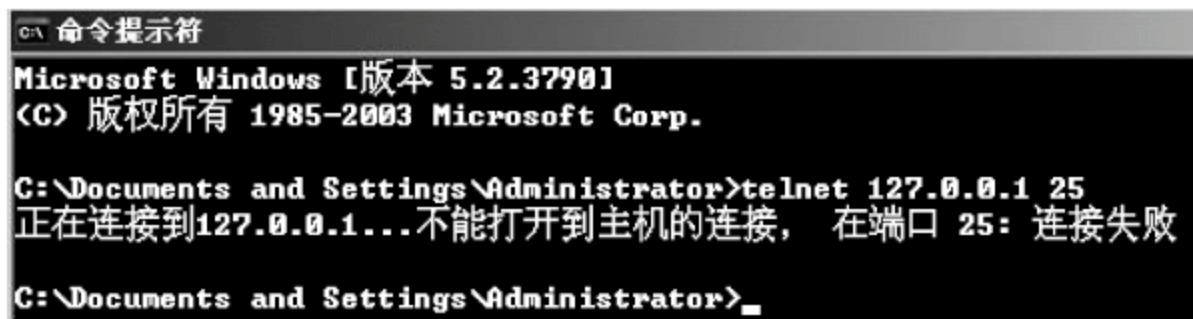 C:\ 命令提示符
Microsoft Windows [版本 5.2.3790]
(C) 版权所有 1985-2003 Microsoft Corp.
C:\Documents and Settings\Administrator>telnet 127.0.0.1 25
正在连接到127.0.0.1...不能打开到主机的连接， 在端口 25: 连接失败
C:\Documents and Settings\Administrator>_